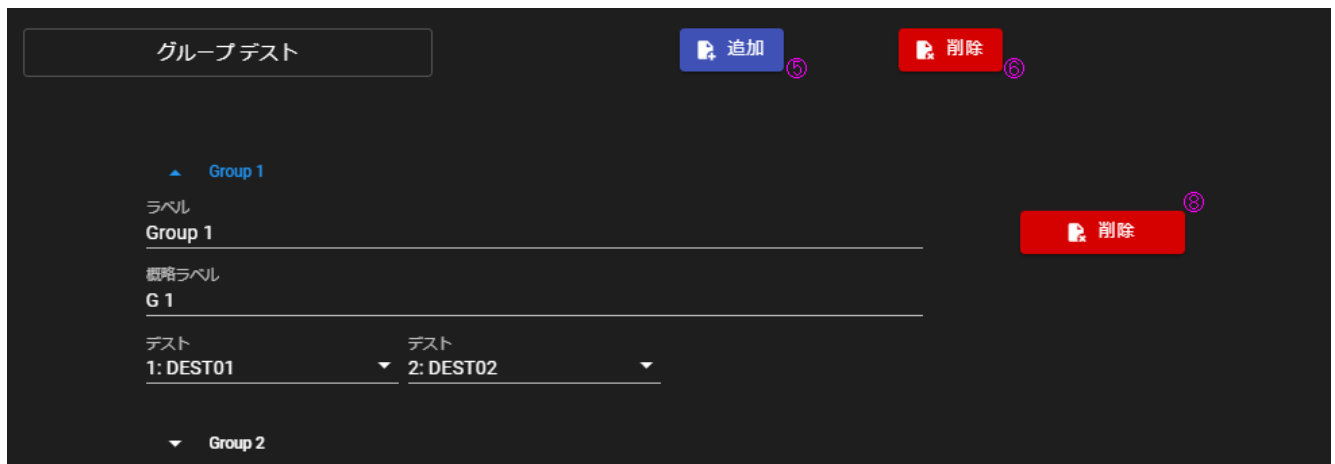 グループ デスト
追加
⑤
削除
⑥
Group 1
ラベル
Group 1
⑧
削除
概略ラベル
G 1
デスト デスト
1: DEST01 2: DEST02
Group 2